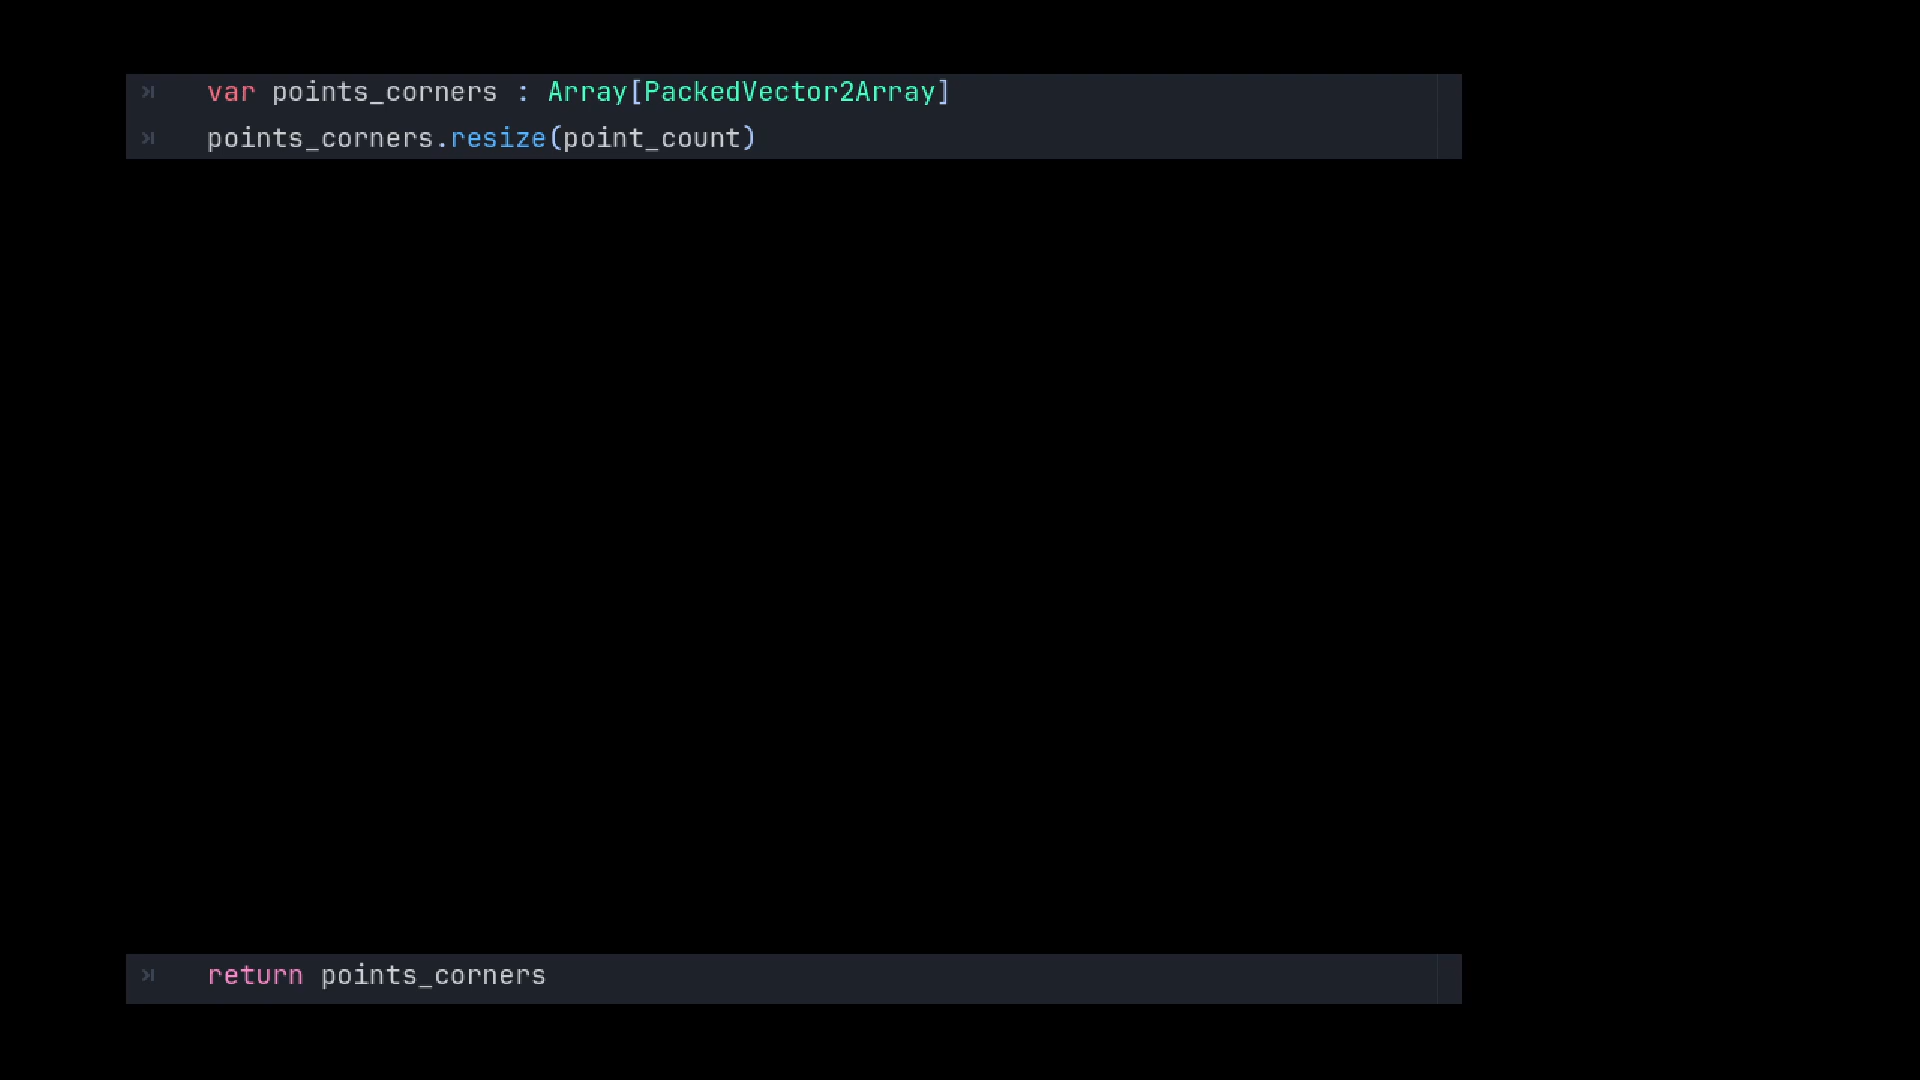 var points_corners : Array[PackedVector2Array]
points_corners.resize(point_count)
return points_corners